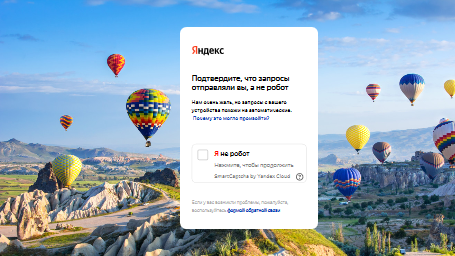 Яндекс
Подтвердите, что запросы
отправляли вы, а не робот
Нам очень жаль, но запросы с вашего
устройства похожи на автоматические.
Почему это могло произойти?
Я не робот
Нажмите, чтобы продолжить
SmartCaptcha by Yandex Cloud
Если у вас возникли проблемы, пожалуйста,
воспользуйтесь формой обратной связи